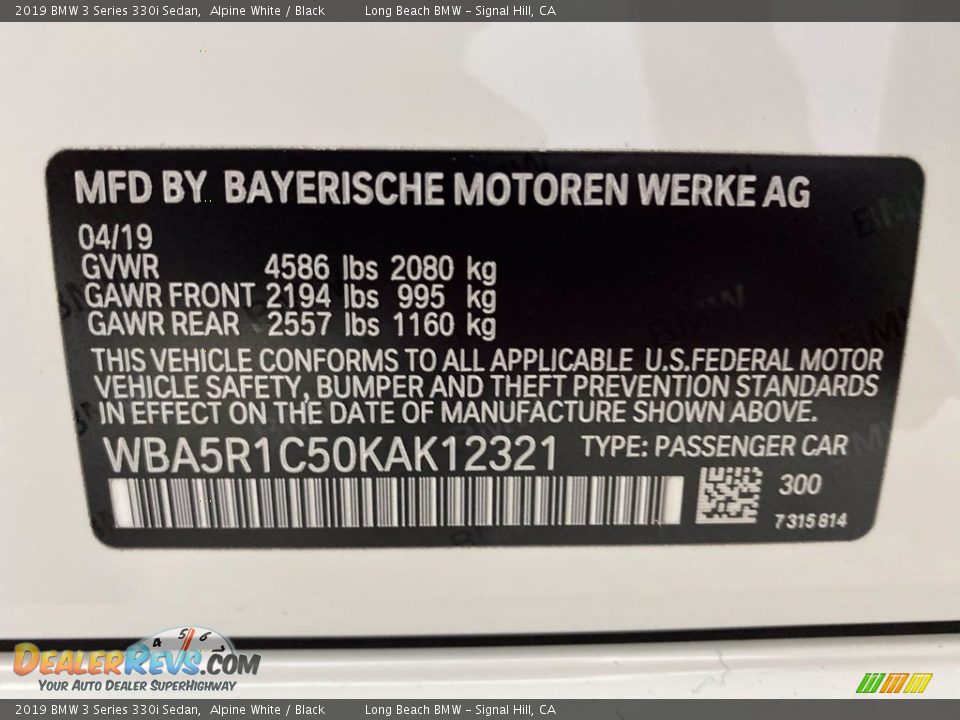 2019 BMW 3 Series 330i Sedan, Alpine White / Black Long Beach BMW - Signal Hill, CA
MFD BY BAYERISCHE MOTOREN WERKE AG
04/19
GVWR 4586 lbs 2080 kg
GAWR FRONT 2194 lbs 995 kg
GAWR REAR 2557 lbs 1160 kg
THIS VEHICLE CONFORMS TO ALL APPLICABLE U.S.FEDERAL MOTOR
VEHICLE SAFETY, BUMPER AND THEFT PREVENTION STANDARDS
IN EFFECT ON THE DATE OF MANUFACTURE SHOWN ABOVE.
WBA5R1C50KAK12321 TYPE: PASSENGER CAR
300
7315814
4 5 6 7
DEALERREVS.COM
YOUR AUTO DEALER SUPERHIGHWAY
2019 BMW 3 Series 330i Sedan, Alpine White / Black Long Beach BMW - Signal Hill, CA